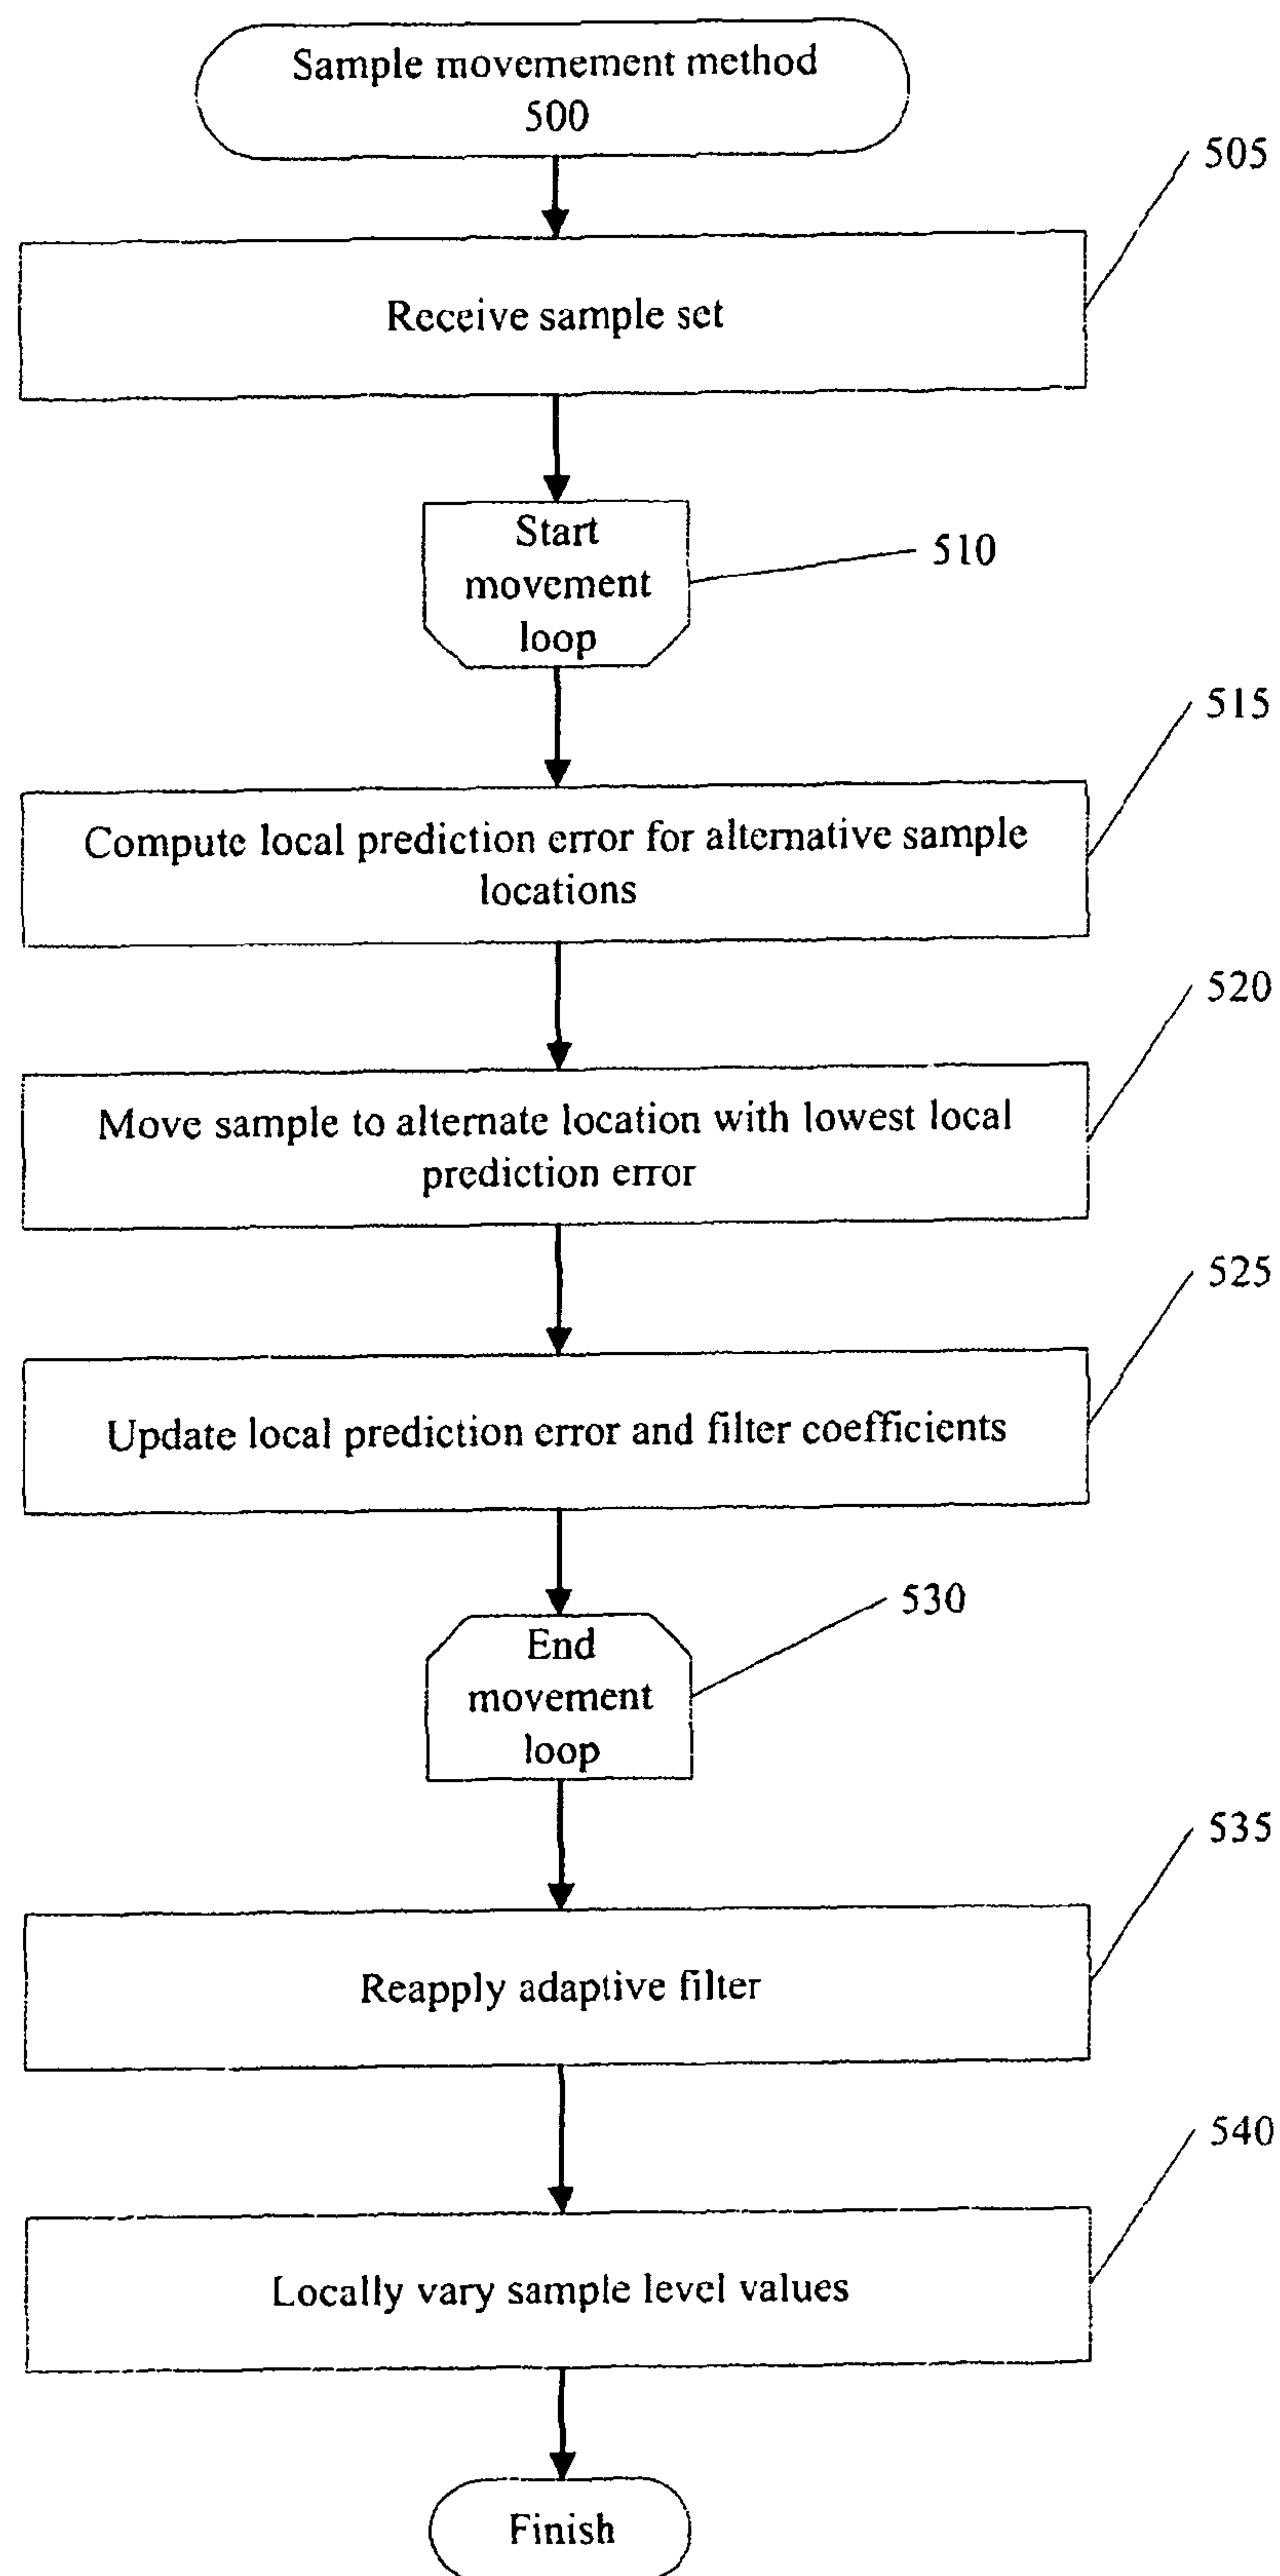 Sample movemement method
500
505
Receive sample set
Start
movement
loop
510
515
Compute local prediction error for alternative sample
locations
520
Move sample to alternate location with lowest local
prediction error
525
Update local prediction error and filter coefficients
530
End
movement
loop
535
Reapply adaptive filter
540
Locally vary sample level values
Finish